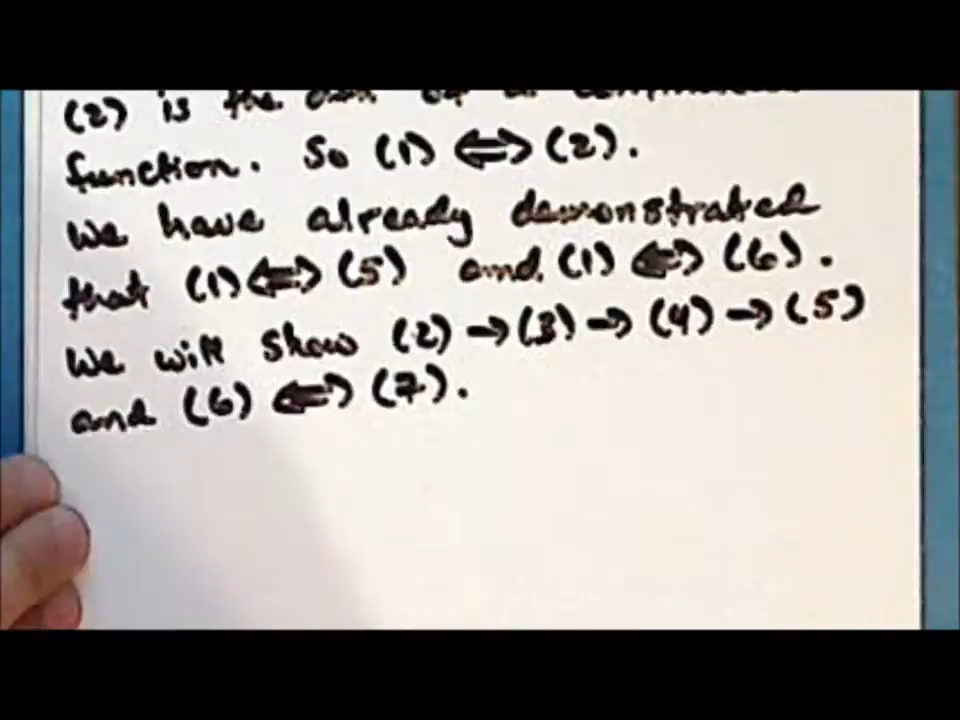 (2) is the
function. So (1) ⟺ (2).
We have already demonstrated
that (1) ⟺ (5) and (1) ⟺ (6).
We will show (2) → (3) → (4) → (5)
and (6) ⟺ (7).